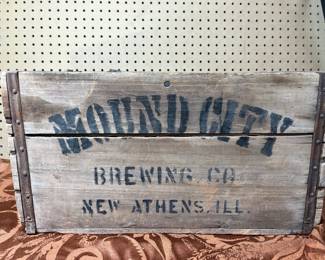 MOUND CITY
BREWING CO
NEW ATHENS, ILL.